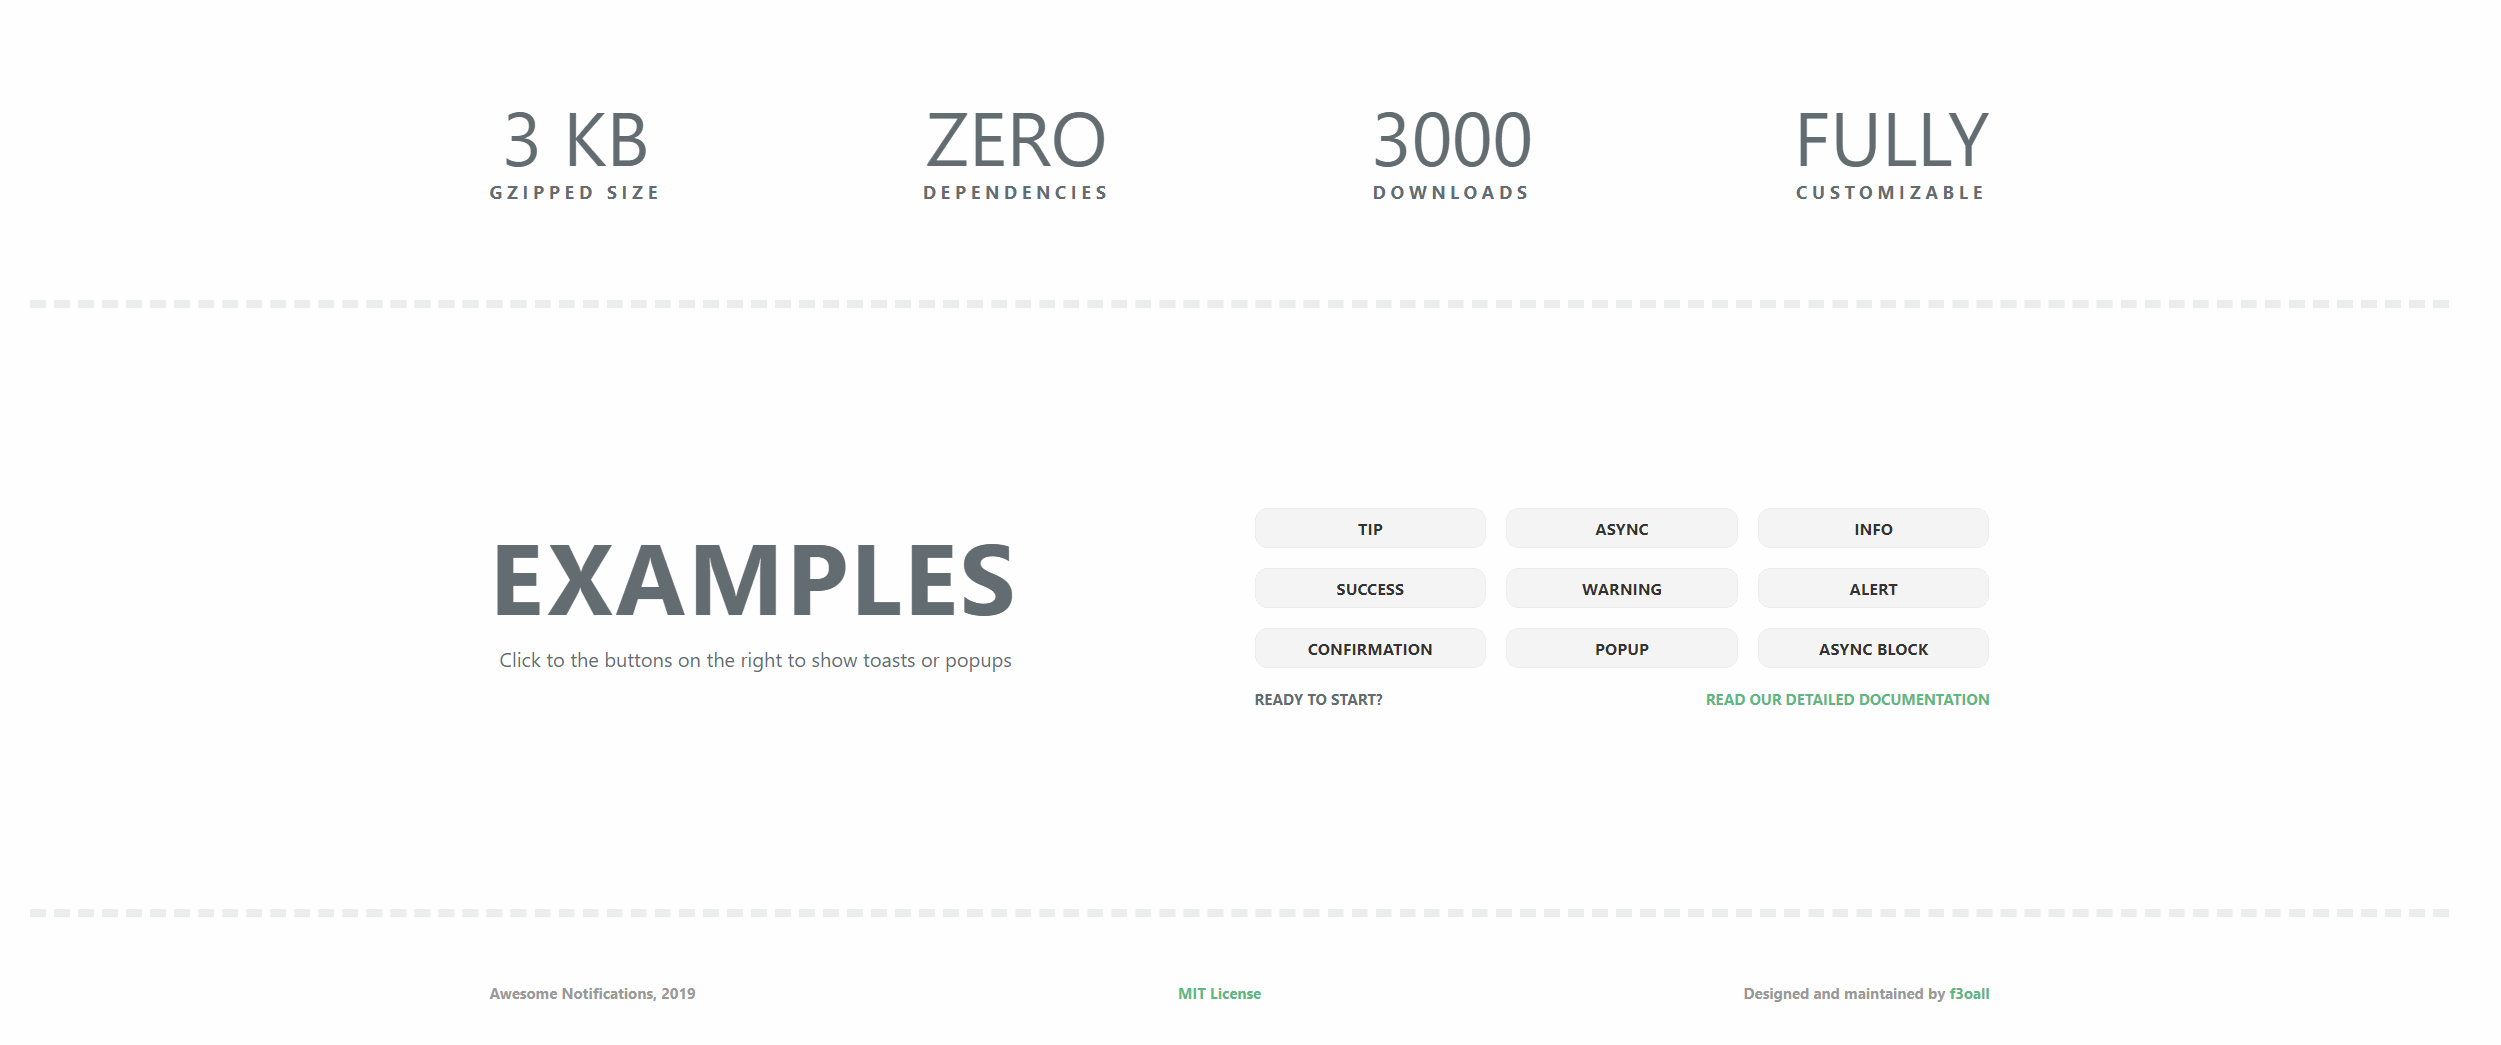 3 KB
GZIPPED SIZE
ZERO
DEPENDENCIES
3000
DOWNLOADS
FULLY
CUSTOMIZABLE
EXAMPLES
Click to the buttons on the right to show toasts or popups
TIP
ASYNC
INFO
SUCCESS
WARNING
ALERT
CONFIRMATION
POPUP
ASYNC BLOCK
READY TO START?
READ OUR DETAILED DOCUMENTATION
Awesome Notifications, 2019
MIT License
Designed and maintained by f3oall